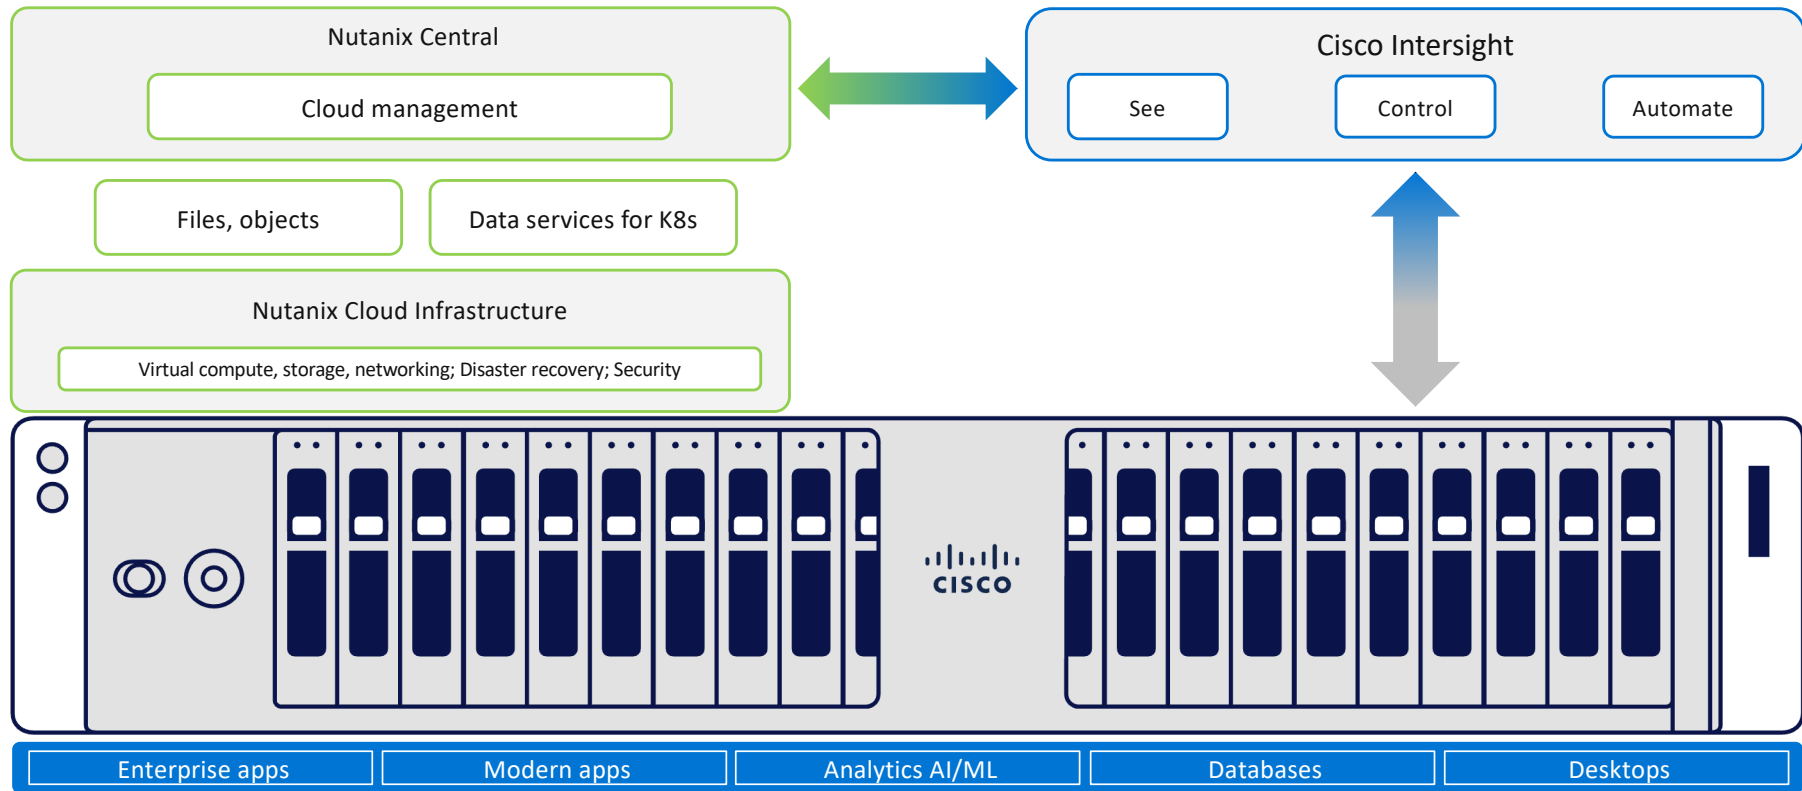 Nutanix Central
Cloud management
Cisco Intersight
See
Control
Automate
Files, objects
Data services for K8s
Nutanix Cloud Infrastructure
Virtual compute, storage, networking; Disaster recovery; Security
CISCO
Enterprise apps
Modern apps
Analytics AI/ML
Databases
Desktops